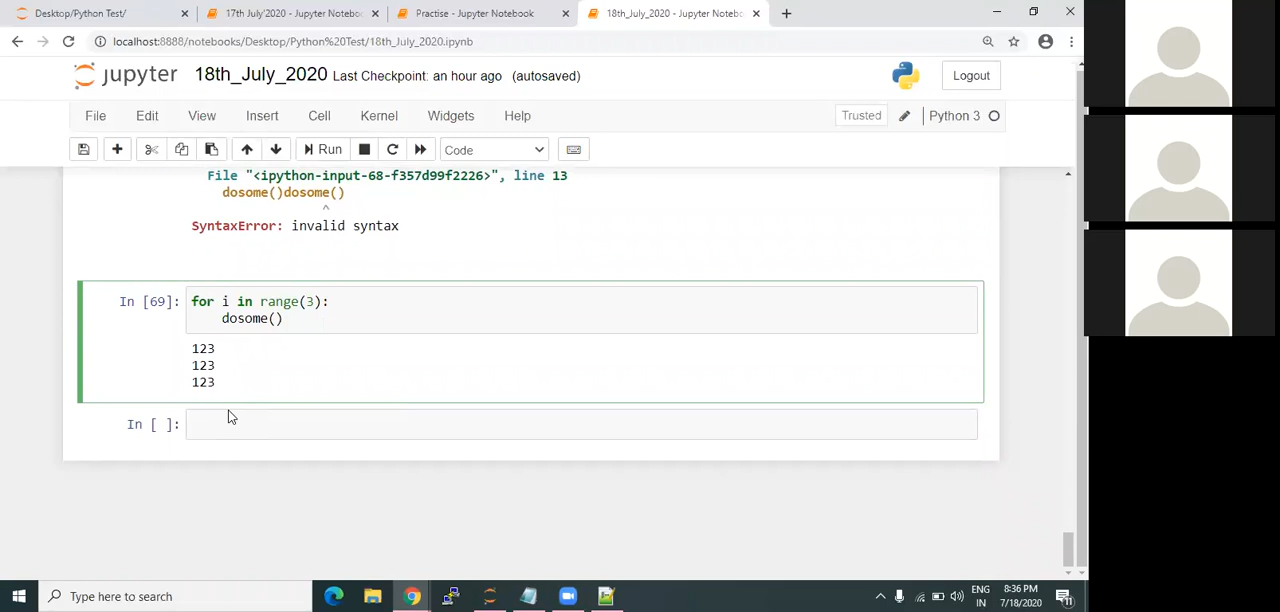 Desktop/Python Test/
17th July'2020 - Jupyter Noteboo
Practise - Jupyter Notebook
18th_July_2020 - Jupyter Noteboo
localhost:8888/notebooks/Desktop/Python%20Test/18th_July_2020.ipynb
jupyter 18th_July_2020 Last Checkpoint: an hour ago (autosaved)
Logout
File Edit View Insert Cell Kernel Widgets Help
Trusted
Python 3
Run
Code
File "<ipython-input-68-f357d99f2226>", line 13
dosome()dosome()
^
SyntaxError: invalid syntax
In [69]: for i in range(3):
dosome()
123
123
123
In [ ]:
Type here to search
ENG
IN
8:36 PM
7/18/2020
11